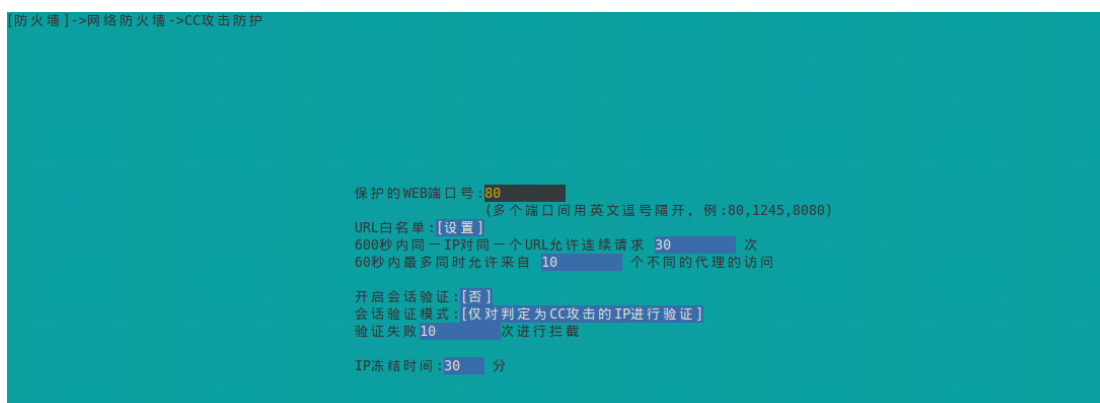 [防火墙]->网络防火墙->CC攻击防护
保护的WEB端口号:80
(多个端口间用英文逗号隔开, 例:80,1245,8080)
URL白名单:[设置]
600秒内同一IP对同一个URL允许连续请求 30 次
60秒内最多同时允许来自 10 个不同的代理的访问
开启会话验证:[否]
会话验证模式:[仅对判定为CC攻击的IP进行验证]
验证失败10 次进行拦截
IP冻结时间:30 分